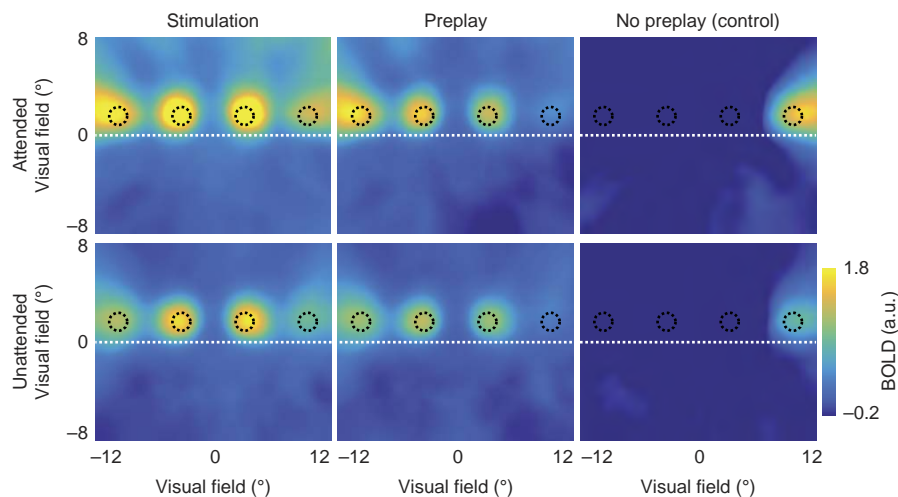 Stimulation
Preplay
No preplay (control)
Attended
Visual field (°)
8
0
–8
Unattended
Visual field (°)
8
0
–8
1.8
–0.2
BOLD (a.u.)
–12 0 12
–12 0 12
–12 0 12
Visual field (°)
Visual field (°)
Visual field (°)